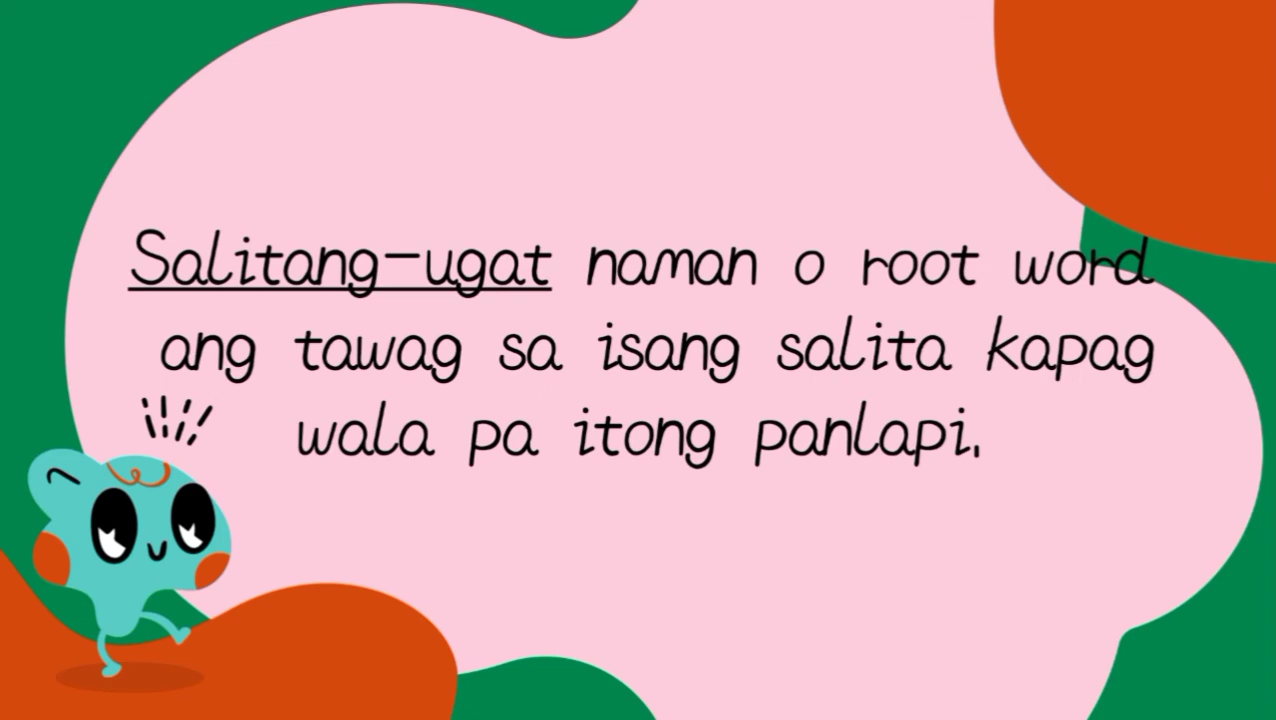 Salitang-ugat naman o root word
ang tawag sa isang salita kapag
wala pa itong panlapi.